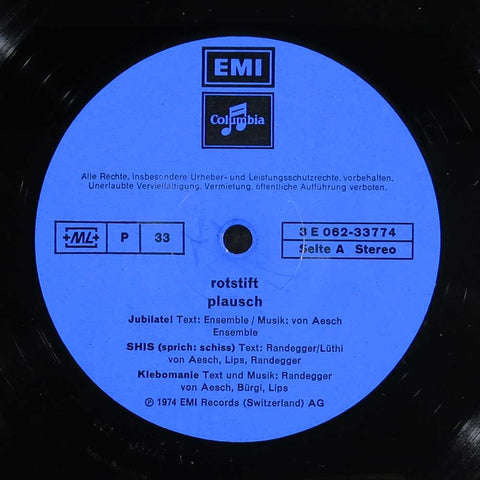 EMI
Columbia
Alle Rechte, insbesondere Urheber- und Leistungsschutzrechte, vorbehalten.
Unerlaubte Vervielfältigung, Vermietung, öffentliche Aufführung verboten.
+ML+ P 33
3 E 062-33774
Seite A Stereo
rotstift
plausch
Jubilate! Text: Ensemble / Musik: von Aesch
Ensemble
SHIS (sprich: schiss) Text: Randegger/Lüthi
von Aesch, Lips, Randegger
Klebomanie Text und Musik: Randegger
von Aesch, Bürgi, Lips
℗ 1974 EMI Records (Switzerland) AG